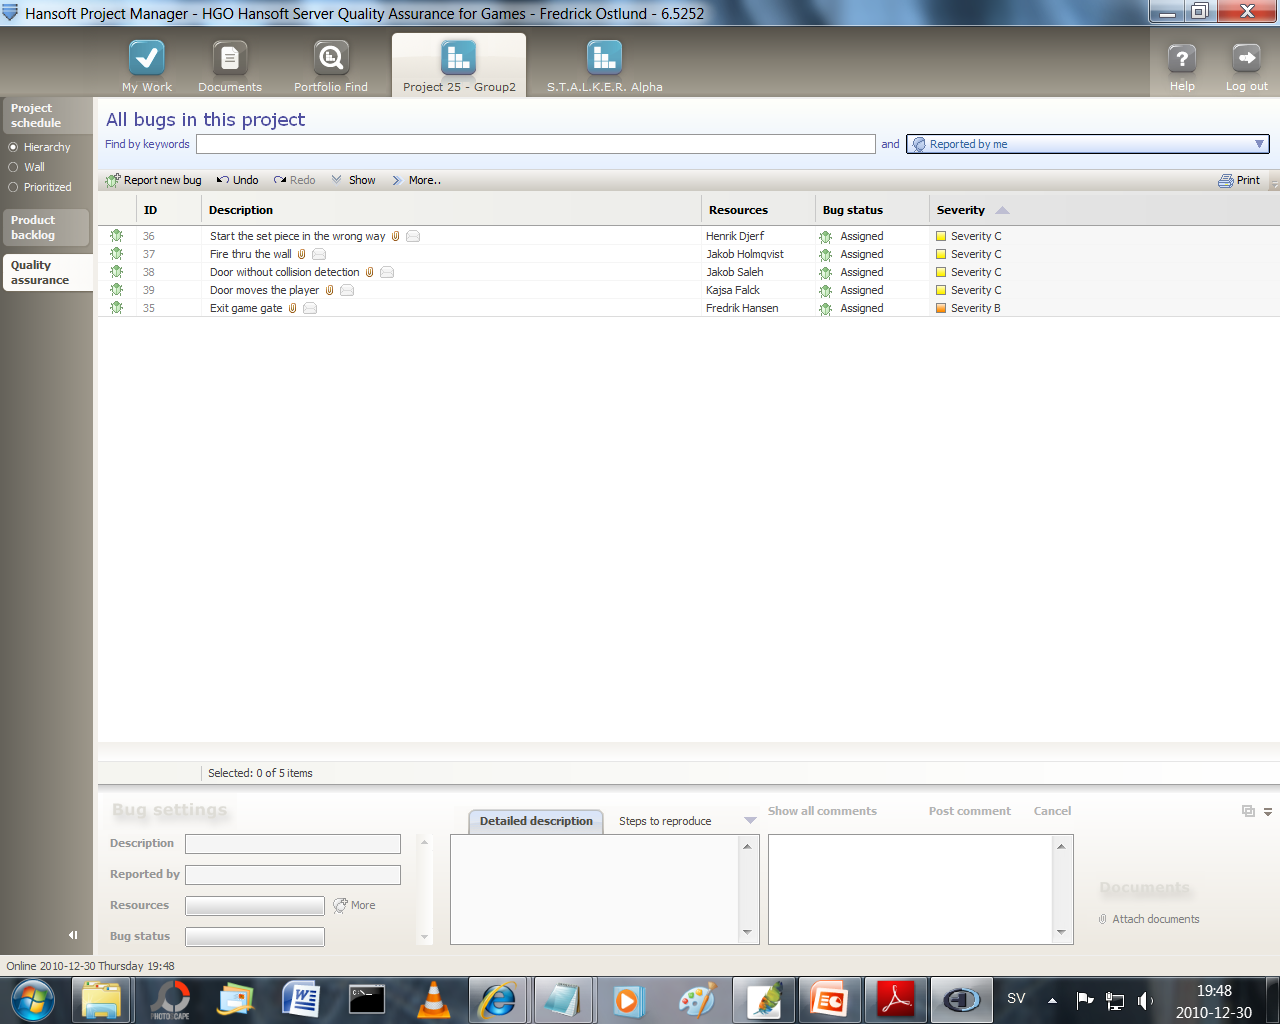 Hansoft Project Manager - HGO Hansoft Server Quality Assurance for Games - Fredrick Ostlund - 6.5252
My Work
Documents
Portfolio Find
Project 25 - Group2
S.T.A.L.K.E.R. Alpha
Help
Log out
Project schedule
Hierarchy
Wall
Prioritized
Product backlog
Quality assurance
All bugs in this project
Find by keywords and Reported by me
Report new bug Undo Redo Show More.. Print
ID Description Resources Bug status Severity
36 Start the set piece in the wrong way Henrik Djerf Assigned Severity C
37 Fire thru the wall Jakob Holmqvist Assigned Severity C
38 Door without collision detection Jakob Saleh Assigned Severity C
39 Door moves the player Kajsa Falck Assigned Severity C
35 Exit game gate Fredrik Hansen Assigned Severity B
Selected: 0 of 5 items
Bug settings
Description
Reported by
Resources More
Bug status
Detailed description Steps to reproduce
Show all comments Post comment Cancel
Documents
Attach documents
Online 2010-12-30 Thursday 19:48
PHOTOSCAPE
C:\_
SV
19:48
2010-12-30